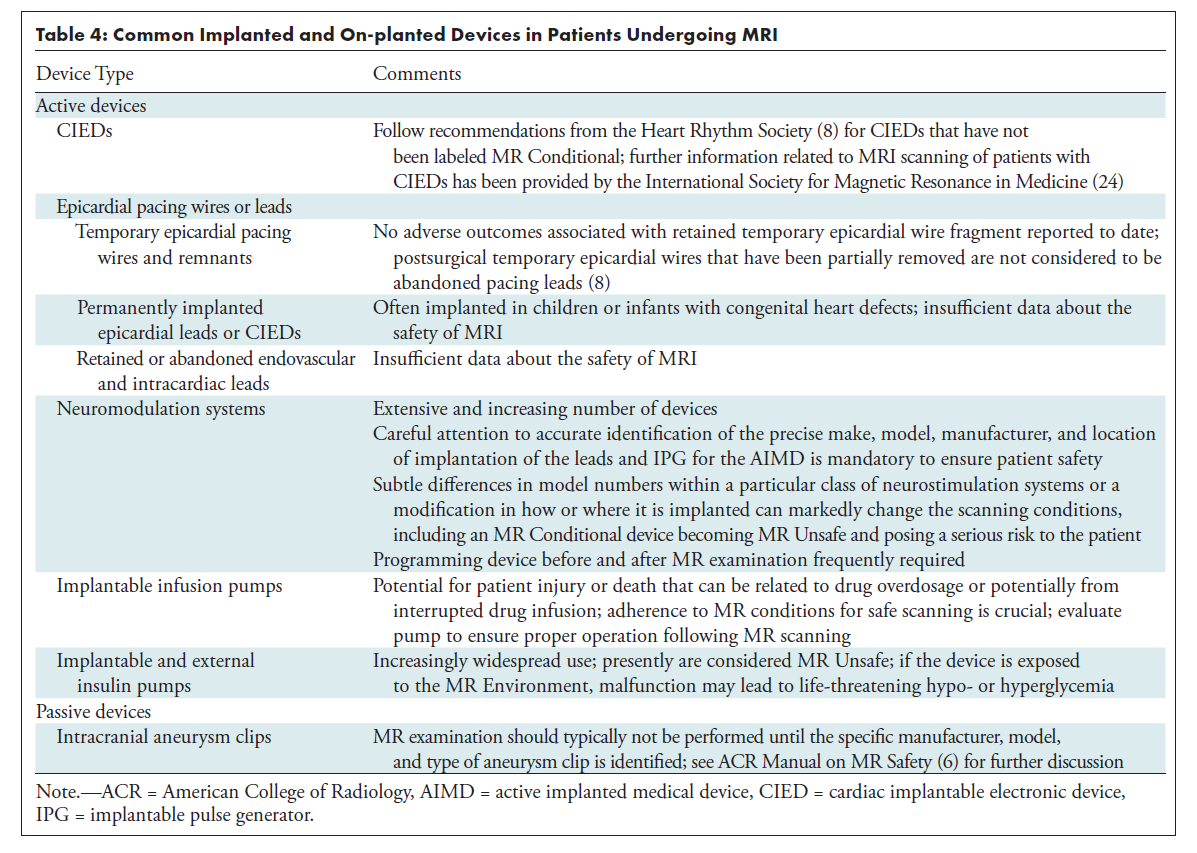 Table 4: Common Implanted and On-planted Devices in Patients Undergoing MRI
Device Type Comments
Active devices
CIEDs Follow recommendations from the Heart Rhythm Society (8) for CIEDs that have not
been labeled MR Conditional; further information related to MRI scanning of patients with
CIEDs has been provided by the International Society for Magnetic Resonance in Medicine (24)
Epicardial pacing wires or leads
Temporary epicardial pacing No adverse outcomes associated with retained temporary epicardial wire fragment reported to date;
wires and remnants postsurgical temporary epicardial wires that have been partially removed are not considered to be
abandoned pacing leads (8)
Permanently implanted Often implanted in children or infants with congenital heart defects; insufficient data about the
epicardial leads or CIEDs safety of MRI
Retained or abandoned endovascular Insufficient data about the safety of MRI
and intracardiac leads
Neuromodulation systems Extensive and increasing number of devices
Careful attention to accurate identification of the precise make, model, manufacturer, and location
of implantation of the leads and IPG for the AIMD is mandatory to ensure patient safety
Subtle differences in model numbers within a particular class of neurostimulation systems or a
modification in how or where it is implanted can markedly change the scanning conditions,
including an MR Conditional device becoming MR Unsafe and posing a serious risk to the patient
Programming device before and after MR examination frequently required
Implantable infusion pumps Potential for patient injury or death that can be related to drug overdosage or potentially from
interrupted drug infusion; adherence to MR conditions for safe scanning is crucial; evaluate
pump to ensure proper operation following MR scanning
Implantable and external Increasingly widespread use; presently are considered MR Unsafe; if the device is exposed
insulin pumps to the MR Environment, malfunction may lead to life-threatening hypo- or hyperglycemia
Passive devices
Intracranial aneurysm clips MR examination should typically not be performed until the specific manufacturer, model,
and type of aneurysm clip is identified; see ACR Manual on MR Safety (6) for further discussion
Note.—ACR = American College of Radiology, AIMD = active implanted medical device, CIED = cardiac implantable electronic device,
IPG = implantable pulse generator.